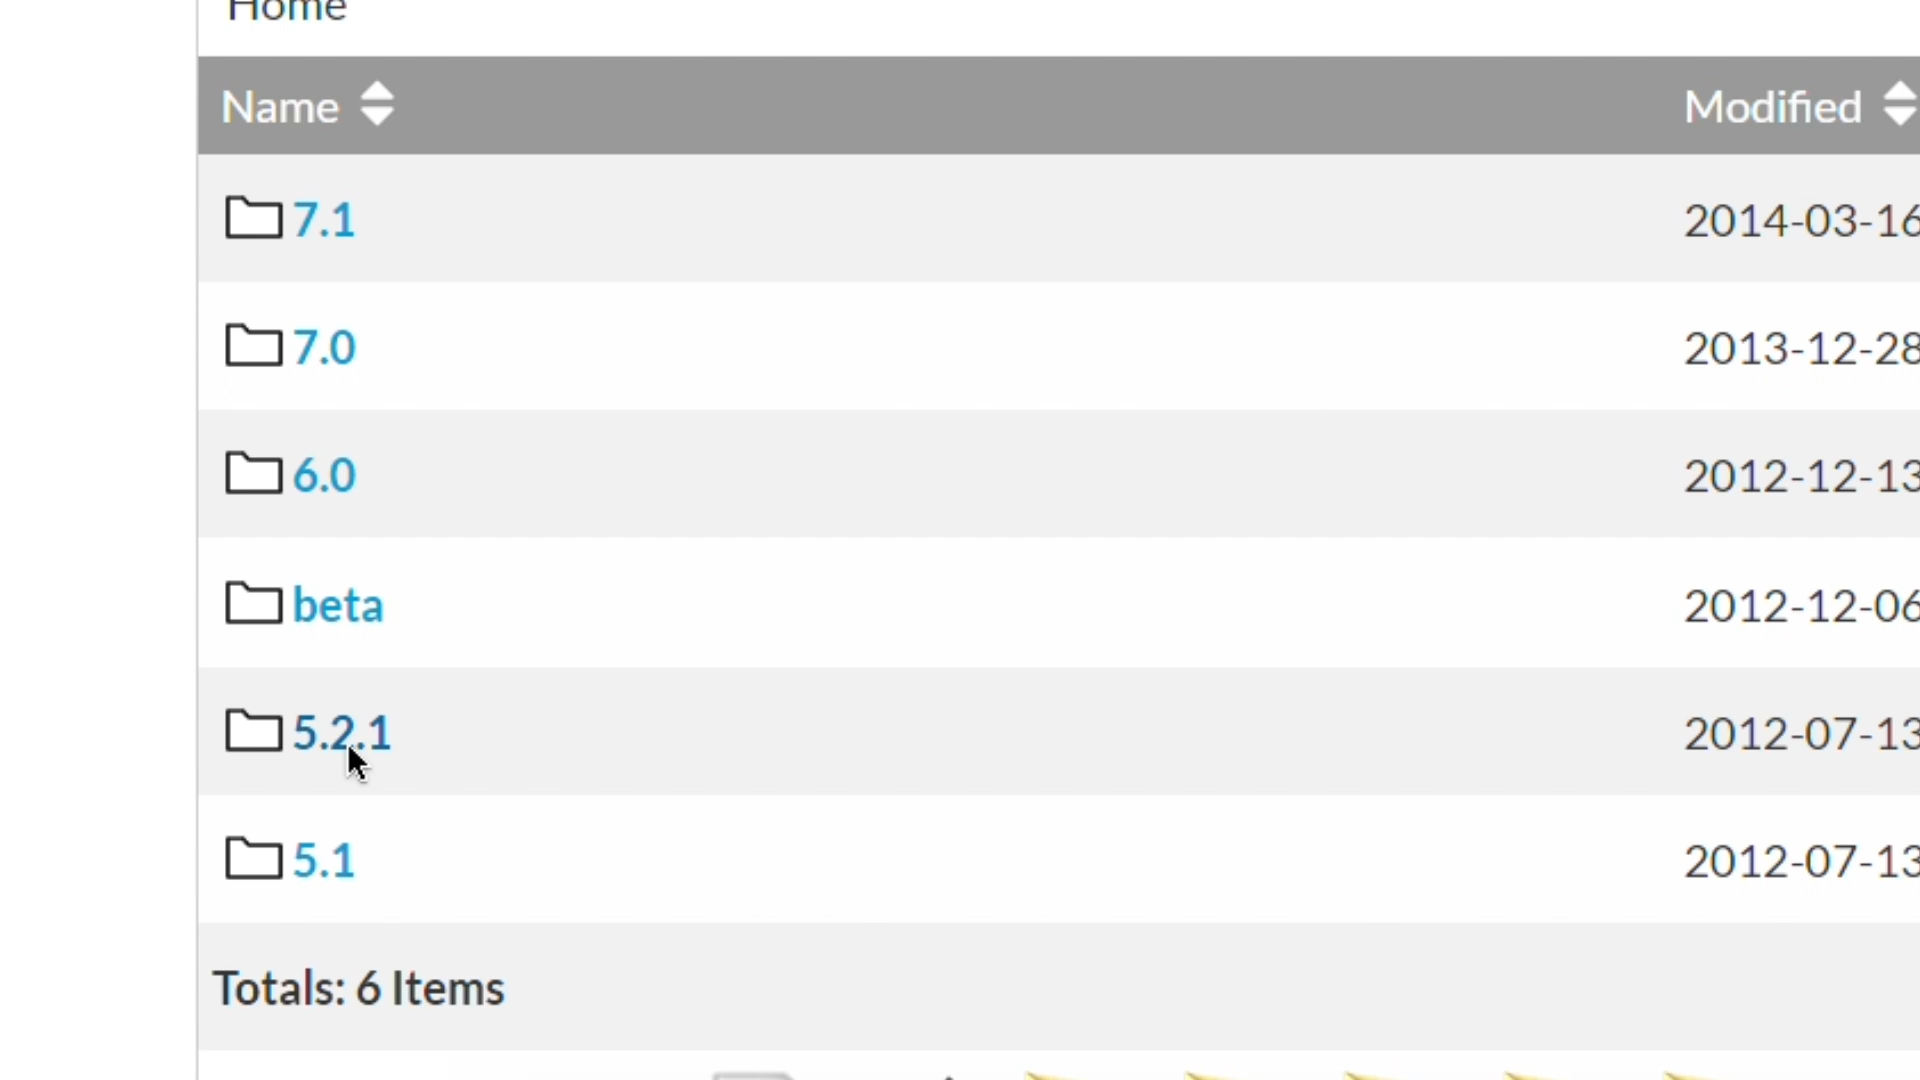 Home
Name Modified
7.1 2014-03-16
7.0 2013-12-28
6.0 2012-12-13
beta 2012-12-06
5.2.1 2012-07-13
5.1 2012-07-13
Totals: 6 Items